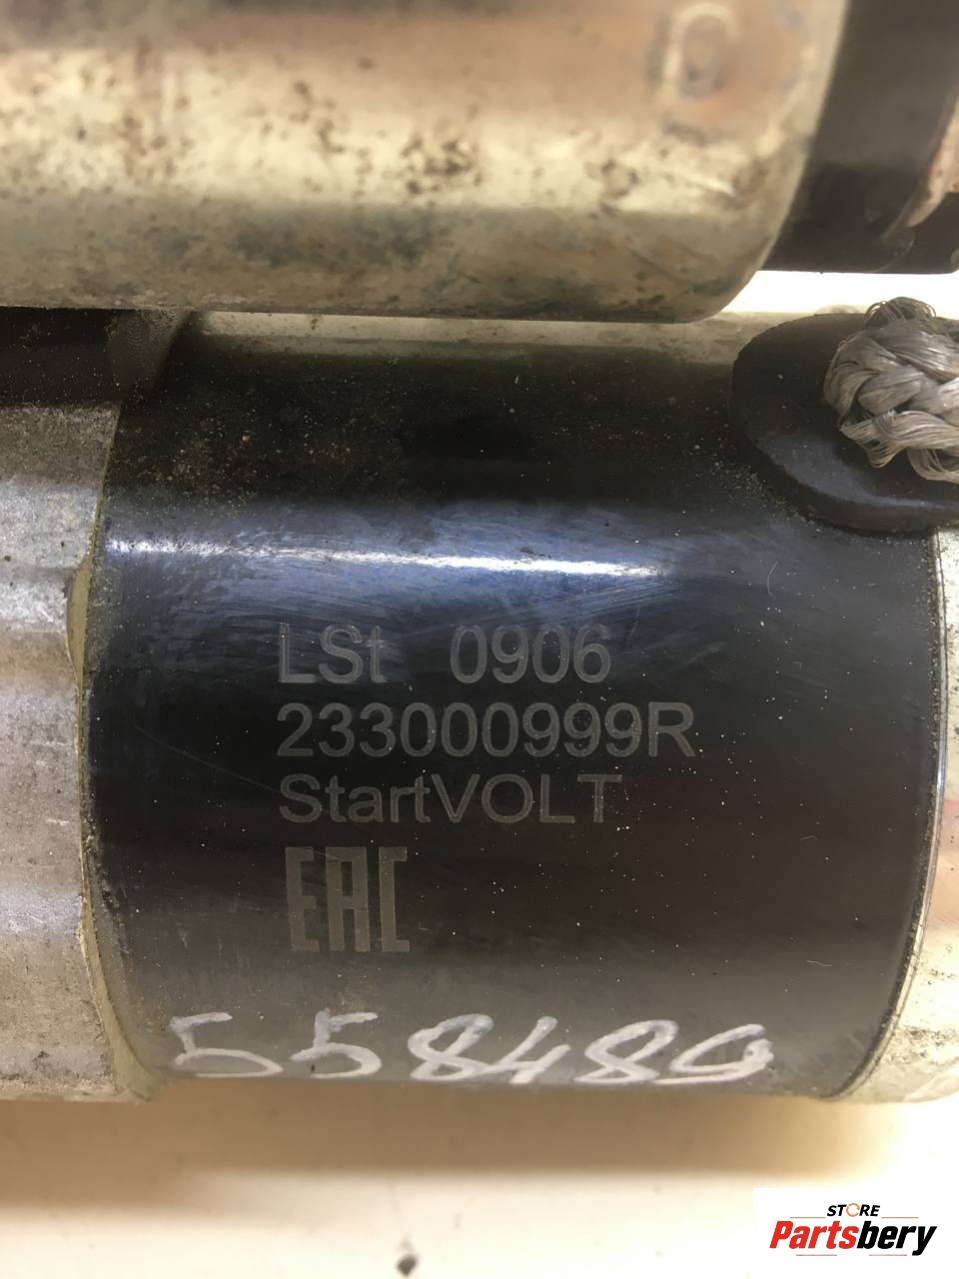 LSt 0906
233000999R
StartVOLT
EAC
558489
STORE
Partsbery